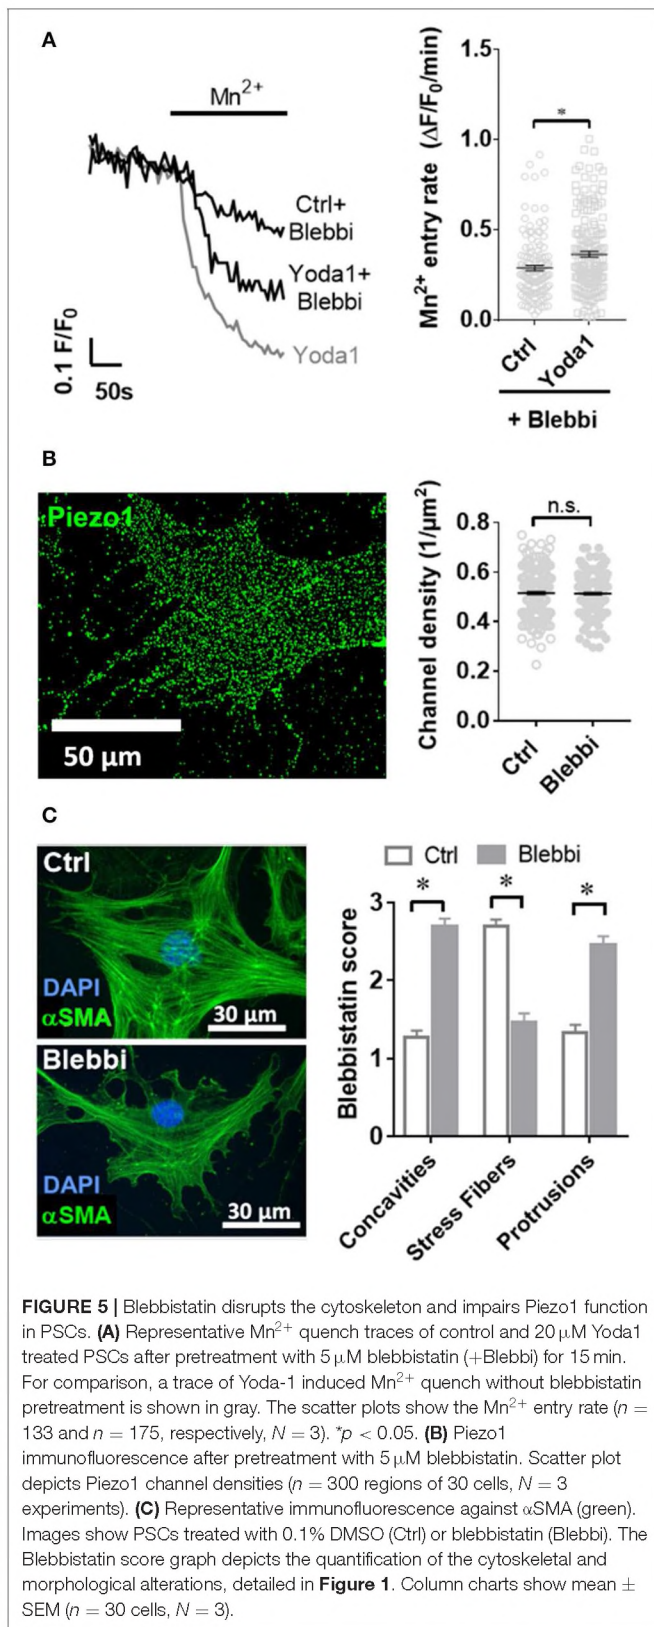 A
Mn2+
Ctrl+
Blebbi
Yoda1+
Blebbi
Yoda1
0.1 F/F0
50s
Mn2+ entry rate (ΔF/F0/min)
1.5
1.0
0.5
0.0
*
Ctrl
Yoda1
+ Blebbi
B
Piezo1
50 µm
Channel density (1/µm2)
0.8
0.6
0.4
0.2
0.0
n.s.
Ctrl
Blebbi
C
Ctrl
DAPI
αSMA
30 µm
Blebbi
DAPI
αSMA
30 µm
Ctrl
Blebbi
Blebbistatin score
3
2
1
0
*
*
*
Concavities
Stress Fibers
Protrusions
FIGURE 5 | Blebbistatin disrupts the cytoskeleton and impairs Piezo1 function
in PSCs. (A) Representative Mn2+ quench traces of control and 20 µM Yoda1
treated PSCs after pretreatment with 5 µM blebbistatin (+Blebbi) for 15 min.
For comparison, a trace of Yoda-1 induced Mn2+ quench without blebbistatin
pretreatment is shown in gray. The scatter plots show the Mn2+ entry rate (n =
133 and n = 175, respectively, N = 3). *p < 0.05. (B) Piezo1
immunofluorescence after pretreatment with 5 µM blebbistatin. Scatter plot
depicts Piezo1 channel densities (n = 300 regions of 30 cells, N = 3
experiments). (C) Representative immunofluorescence against αSMA (green).
Images show PSCs treated with 0.1% DMSO (Ctrl) or blebbistatin (Blebbi). The
Blebbistatin score graph depicts the quantification of the cytoskeletal and
morphological alterations, detailed in Figure 1. Column charts show mean ±
SEM (n = 30 cells, N = 3).